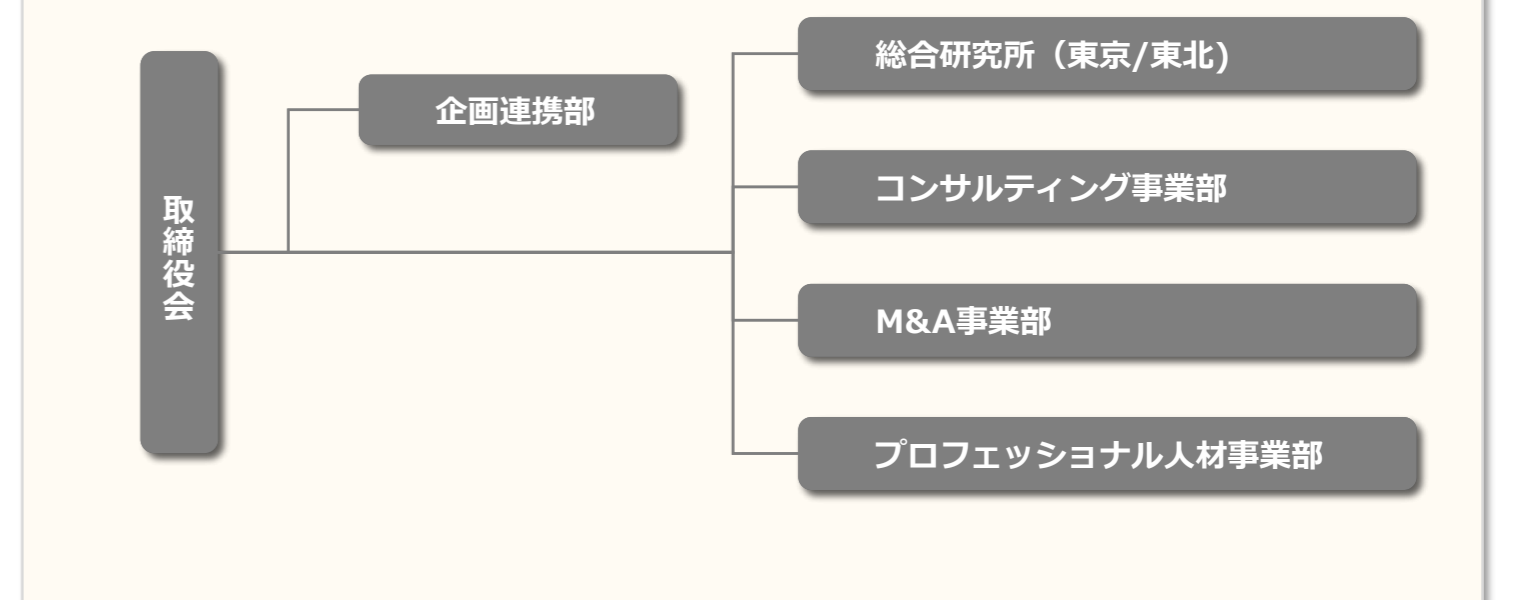 取締役会
企画連携部
総合研究所（東京/東北)
コンサルティング事業部
M&A事業部
プロフェッショナル人材事業部